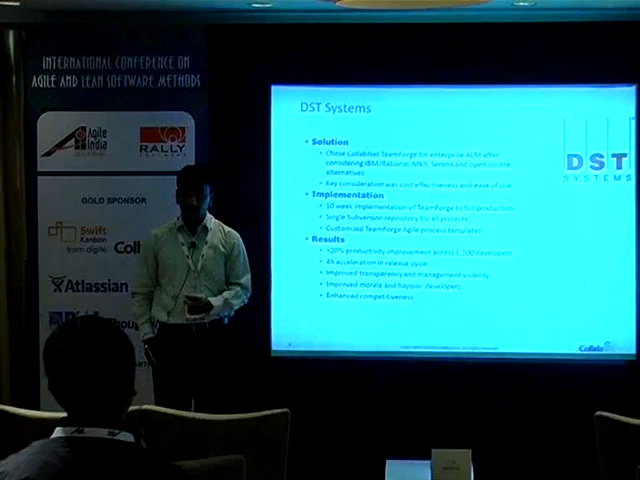 INTERNATIONAL CONFERENCE ON
AGILE AND LEAN SOFTWARE METHODS
Agile
India
RALLY
SOFTWARE
GOLD SPONSOR
Swift
Kanban
from digite
Coll
Atlassian
DST Systems
Solution
Chose CollabNet TeamForge for enterprise ALM after
considering IBM/Rational, MKS, Serena and open source
alternatives
Key consideration was cost effectiveness and ease of use
Implementation
10 week implementation of TeamForge to full production
Single Subversion repository for all projects
Customized TeamForge Agile process templates
Results
>20% productivity improvement across 1,200 developers
4X acceleration in release cycle
Improved transparency and management visibility
Improved morale and happier developers
Enhanced competitiveness
DST
SYSTEMS